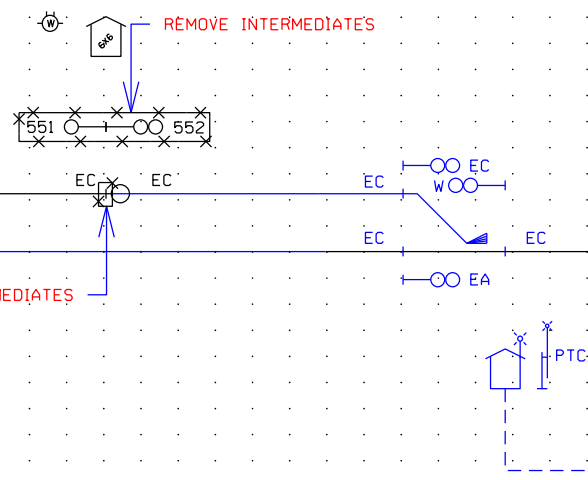 W
REMOVE INTERMEDIATES
6X6
551 552
EC EC EC EC
W
EC EC
MEDIATES EA
PTC